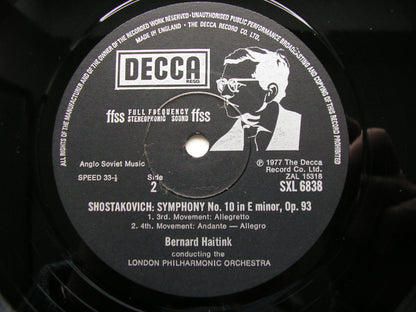 ALL RIGHTS OF THE MANUFACTURER AND OF THE OWNER OF THE RECORDED WORK RESERVED · UNAUTHORISED PUBLIC PERFORMANCE BROADCASTING AND COPYING OF THIS RECORD PROHIBITED
MADE IN ENGLAND · THE DECCA RECORD CO. LTD.
DECCA
REGD.
ffss FULL FREQUENCY STEREOPHONIC SOUND ffss
Anglo Soviet Music
℗ 1977 The Decca
Record Co. Ltd.
ZAL 15318
SPEED 33⅓
Side
2
SXL 6838
SHOSTAKOVICH: SYMPHONY No. 10 in E minor, Op. 93
1. 3rd. Movement: Allegretto
2. 4th. Movement: Andante — Allegro
Bernard Haitink
conducting the
LONDON PHILHARMONIC ORCHESTRA